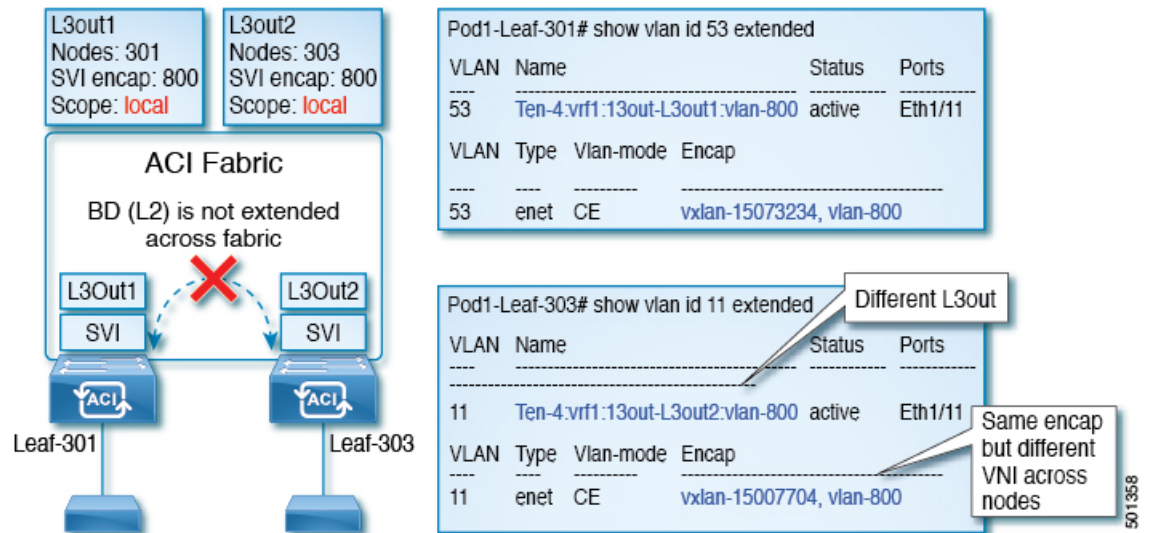 L3out1
Nodes: 301
SVI encap: 800
Scope: local
L3out2
Nodes: 303
SVI encap: 800
Scope: local
ACI Fabric
BD (L2) is not extended
across fabric
L3Out1
SVI
L3Out2
SVI
ACI
ACI
Leaf-301
Leaf-303
Pod1-Leaf-301# show vlan id 53 extended
VLAN Name Status Ports
---- -------------------------------- ------------ ------------
53 Ten-4:vrf1:13out-L3out1:vlan-800 active Eth1/11
VLAN Type Vlan-mode Encap
---- ---- ---------- --------------------------------
53 enet CE vxlan-15073234, vlan-800
Pod1-Leaf-303# show vlan id 11 extended
VLAN Name Status Ports
---- -------------------------------- ------------ ------------
--------------------------------------------
11 Ten-4:vrf1:13out-L3out2:vlan-800 active Eth1/11
VLAN Type Vlan-mode Encap
---- ---- ---------- --------------------------------
11 enet CE vxlan-15007704, vlan-800
Different L3out
Same encap
but different
VNI across
nodes
501358